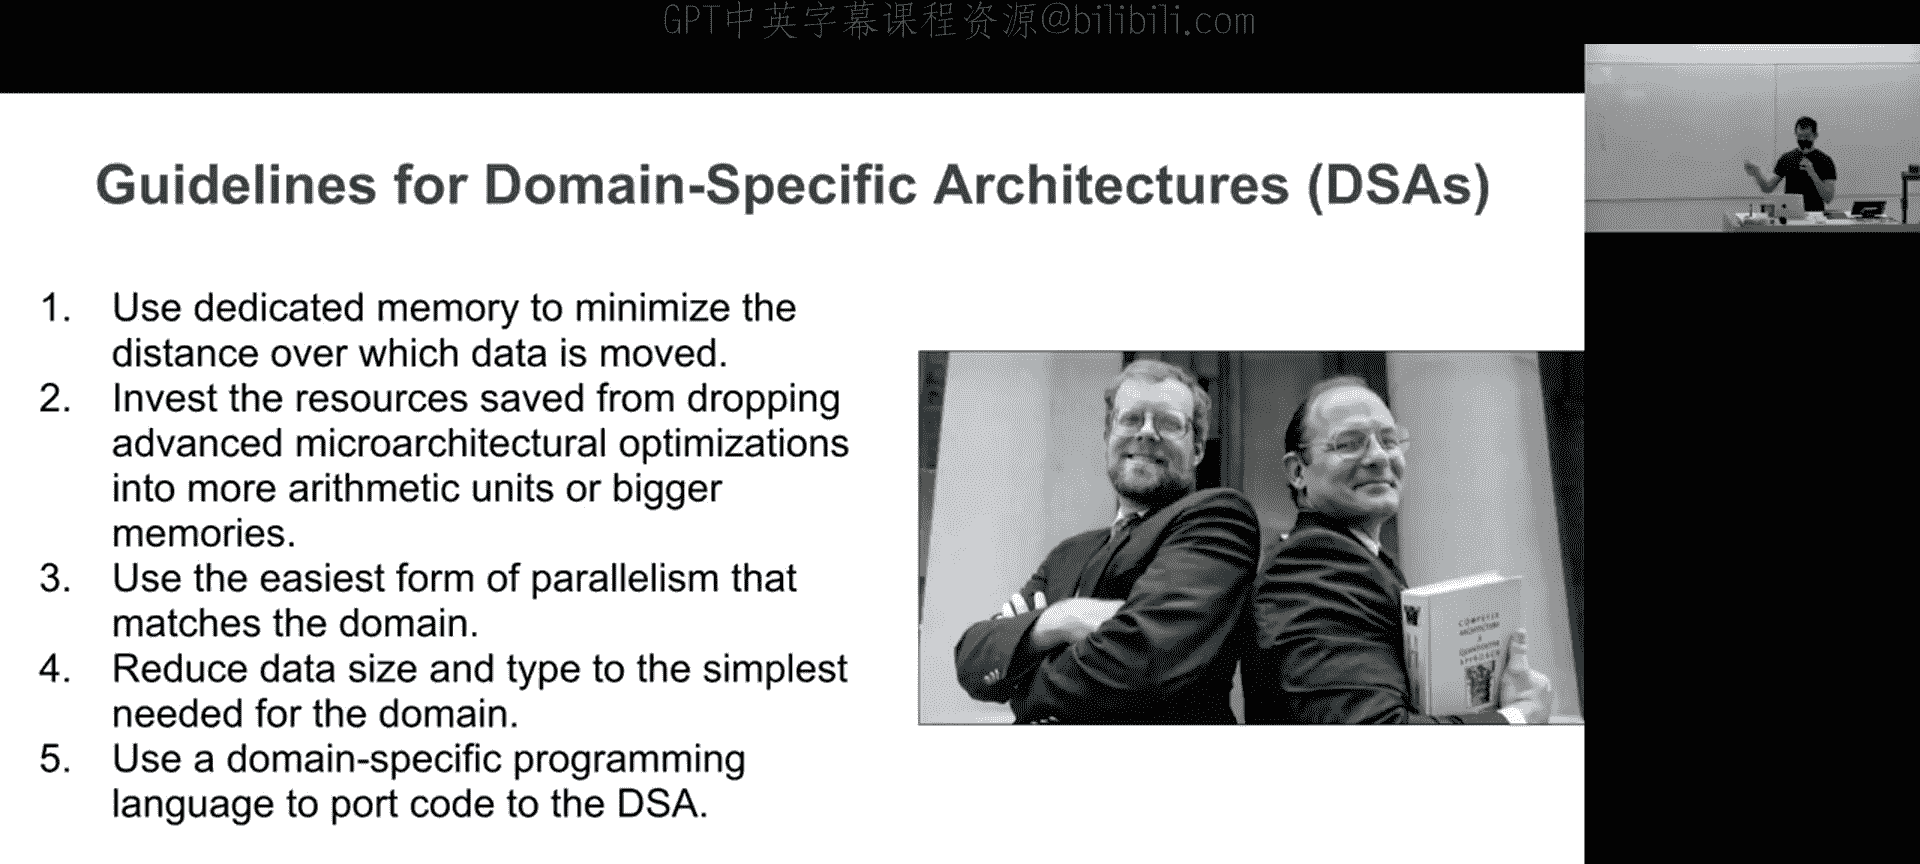 GPT中英字幕课程资源@bilibili.com
Guidelines for Domain-Specific Architectures (DSAs)
1. Use dedicated memory to minimize the
distance over which data is moved.
2. Invest the resources saved from dropping
advanced microarchitectural optimizations
into more arithmetic units or bigger
memories.
3. Use the easiest form of parallelism that
matches the domain.
4. Reduce data size and type to the simplest
needed for the domain.
5. Use a domain-specific programming
language to port code to the DSA.
COMPUTER
ARCHITECTURE
A
QUANTITATIVE
APPROACH